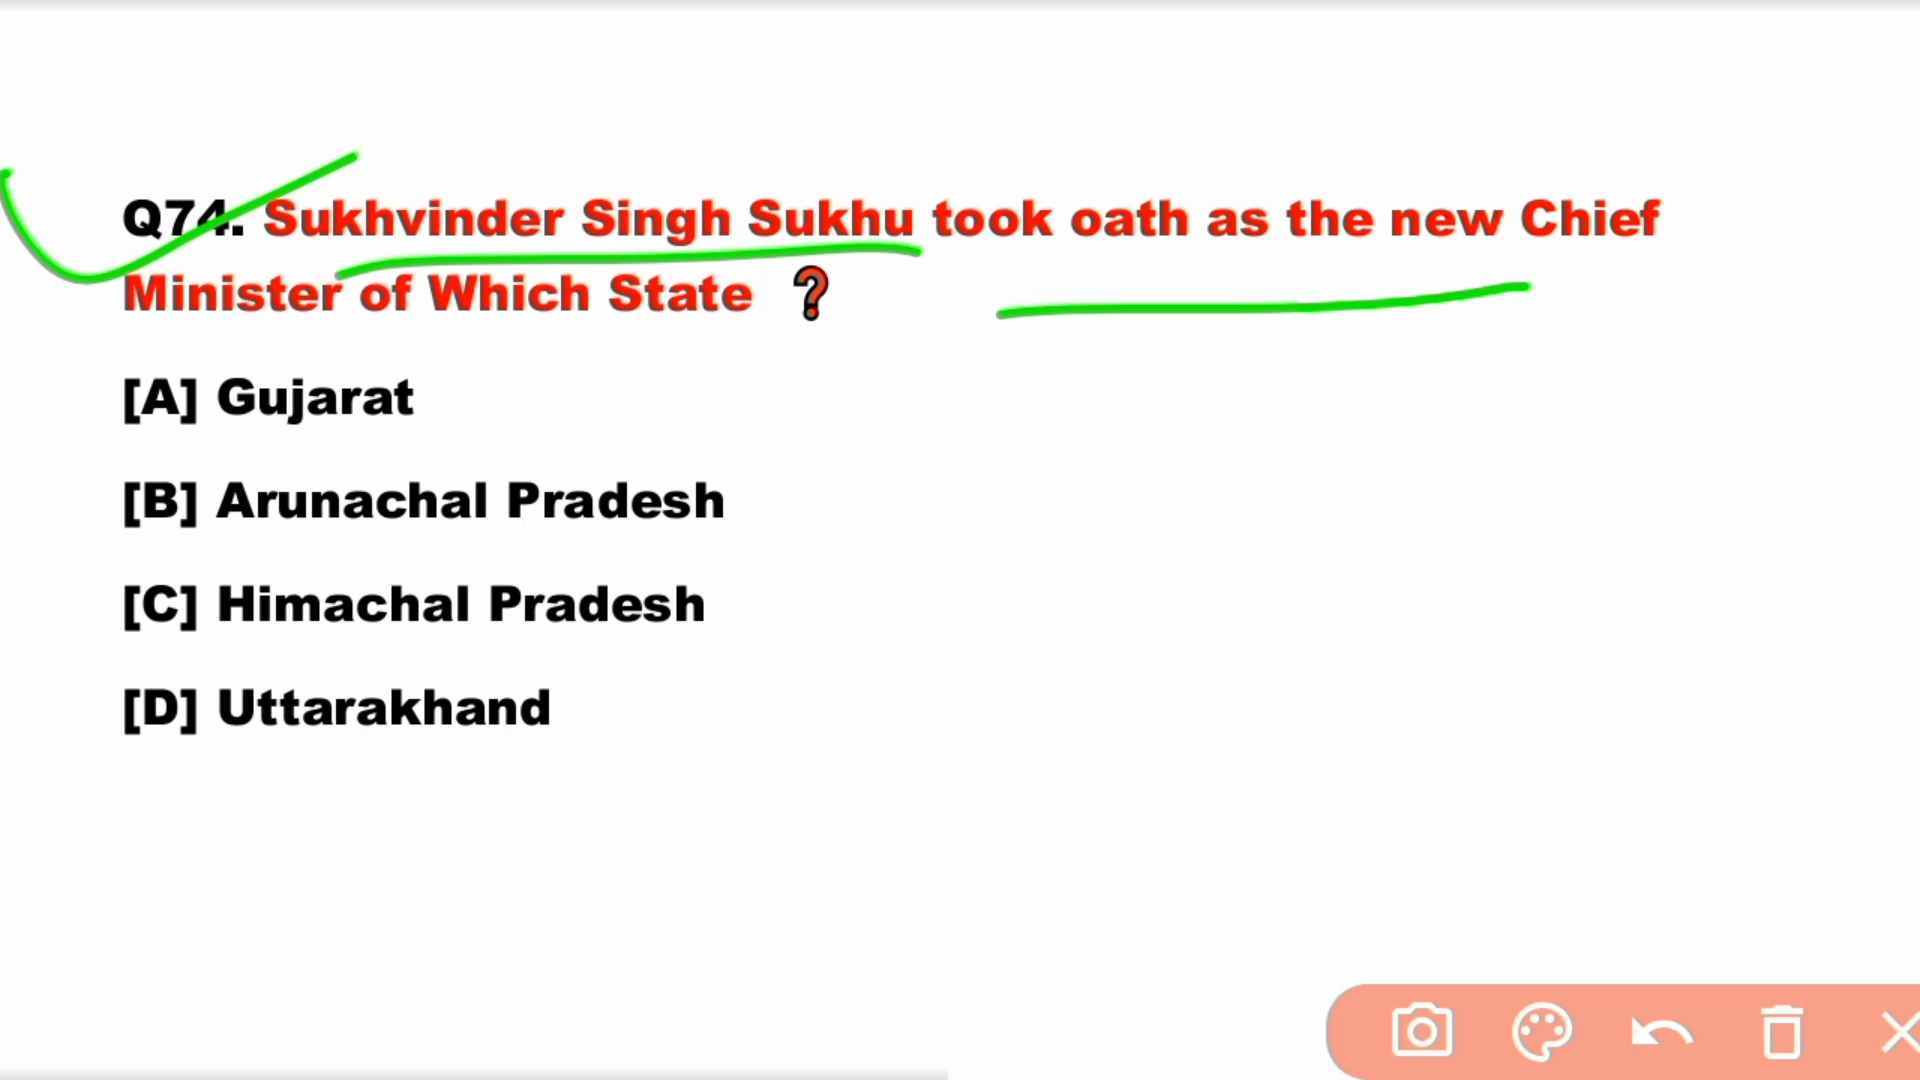 Q74. Sukhvinder Singh Sukhu took oath as the new Chief
Minister of Which State ❓
[A] Gujarat
[B] Arunachal Pradesh
[C] Himachal Pradesh
[D] Uttarakhand